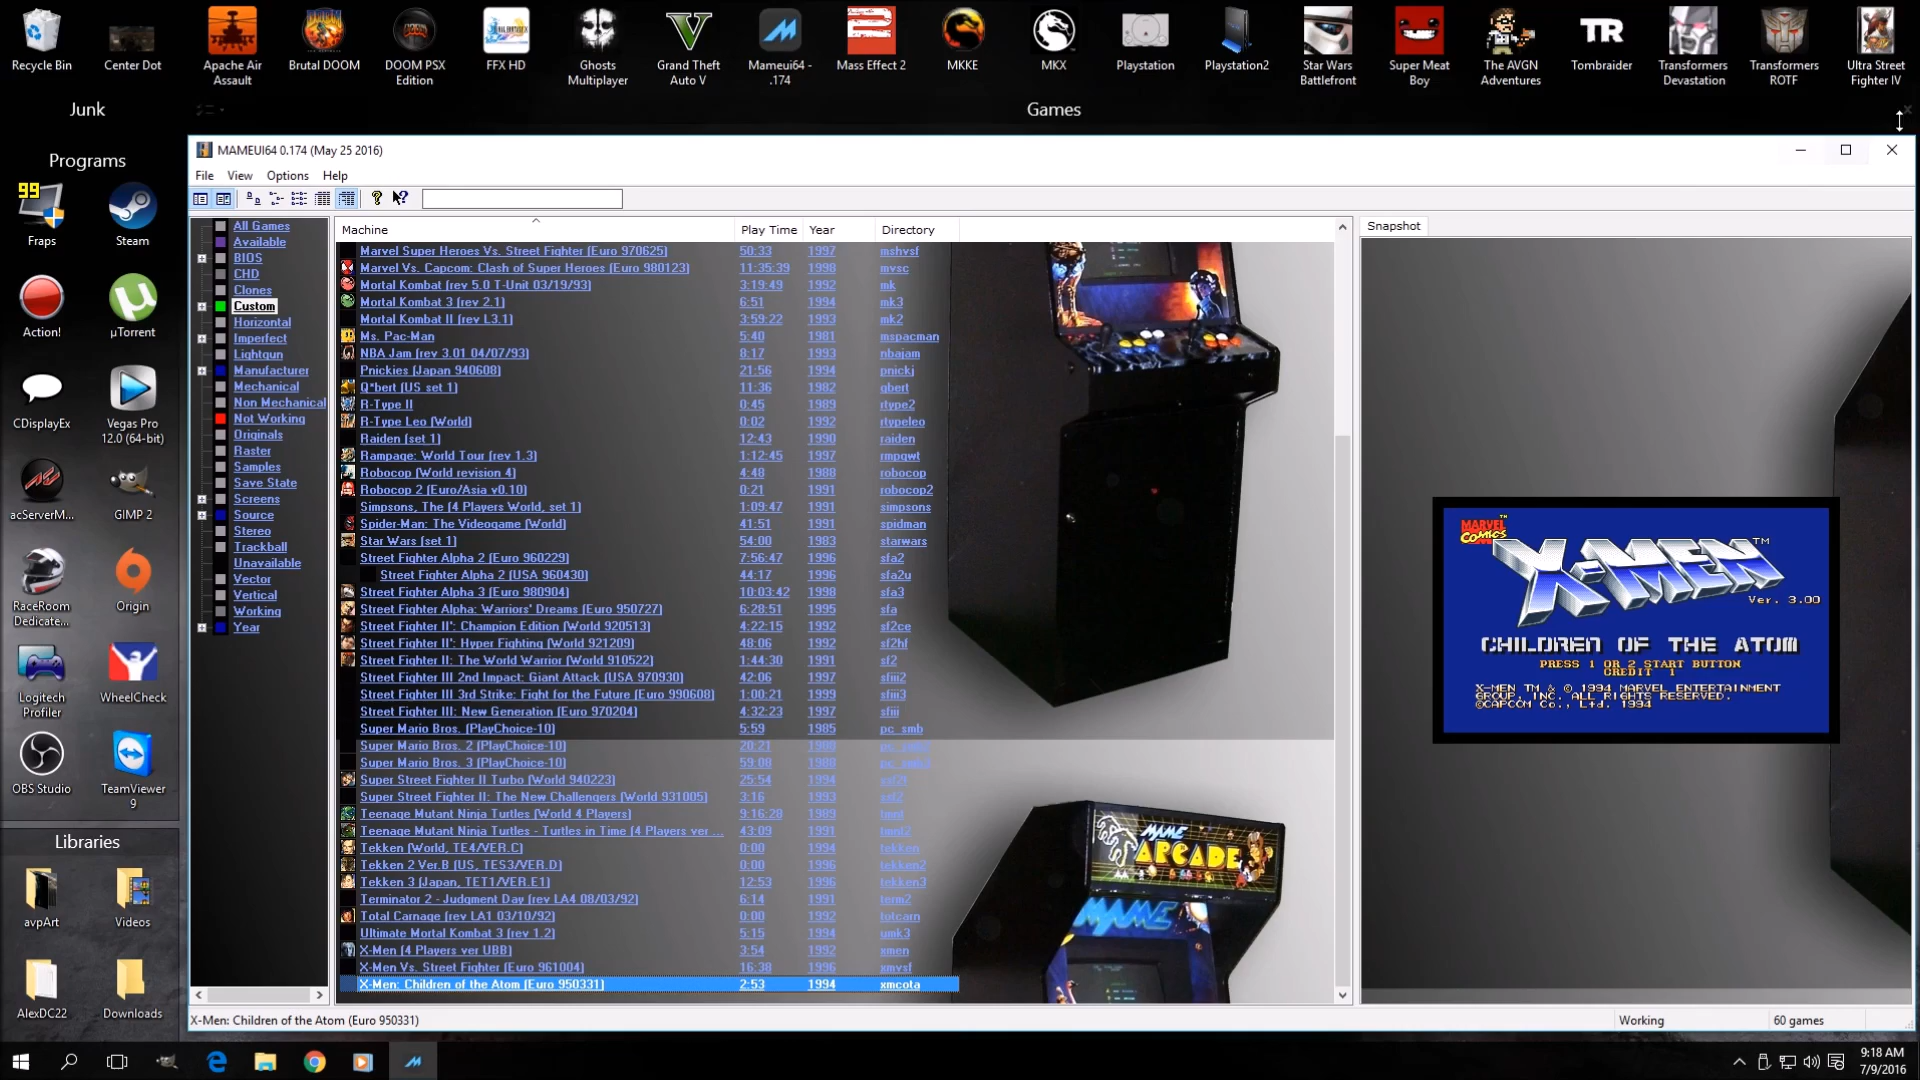 Recycle Bin
Center Dot
Apache Air Assault
Brutal DOOM
DOOM PSX Edition
FFX HD
Ghosts Multiplayer
Grand Theft Auto V
Mameui64 - .174
Mass Effect 2
MKKE
MKX
Playstation
Playstation2
Star Wars Battlefront
Super Meat Boy
The AVGN Adventures
TR
Tombraider
Transformers Devastation
Transformers ROTF
Ultra Street Fighter IV
Junk
Games
Programs
99
Fraps
Steam
Action!
µTorrent
CDisplayEx
Vegas Pro 12.0 (64-bit)
acServerM...
GIMP 2
RaceRoom Dedicate...
Origin
Logitech Profiler
WheelCheck
OBS Studio
TeamViewer 9
Libraries
avpArt
Videos
AlexDC22
Downloads
MAMEUI64 0.174 (May 25 2016)
File View Options Help
All Games
Available
BIOS
CHD
Clones
Custom
Horizontal
Imperfect
Lightgun
Manufacturer
Mechanical
Non Mechanical
Not Working
Originals
Raster
Samples
Save State
Screens
Source
Stereo
Trackball
Unavailable
Vector
Vertical
Working
Year
Machine Play Time Year Directory
Marvel Super Heroes Vs. Street Fighter (Euro 970625) 50:33 1997 mshvsf
Marvel Vs. Capcom: Clash of Super Heroes (Euro 980123) 11:35:39 1998 mvsc
Mortal Kombat (rev 5.0 T-Unit 03/19/93) 3:19:49 1992 mk
Mortal Kombat 3 (rev 2.1) 6:51 1994 mk3
Mortal Kombat II (rev L3.1) 3:59:22 1993 mk2
Ms. Pac-Man 5:40 1981 mspacman
NBA Jam (rev 3.01 04/07/93) 8:17 1993 nbajam
Pnickies (Japan 940608) 21:56 1994 pnickj
Q*bert (US set 1) 11:36 1982 qbert
R-Type II 0:45 1989 rtype2
R-Type Leo (World) 0:02 1992 rtypeleo
Raiden (set 1) 12:43 1990 raiden
Rampage: World Tour (rev 1.3) 1:12:45 1997 rmpgwt
Robocop (World revision 4) 4:48 1988 robocop
Robocop 2 (Euro/Asia v0.10) 0:21 1991 robocop2
Simpsons, The (4 Players World, set 1) 1:09:47 1991 simpsons
Spider-Man: The Videogame (World) 41:51 1991 spidman
Star Wars (set 1) 54:00 1983 starwars
Street Fighter Alpha 2 (Euro 960229) 7:56:47 1996 sfa2
Street Fighter Alpha 2 (USA 960430) 44:17 1996 sfa2u
Street Fighter Alpha 3 (Euro 980904) 10:03:42 1998 sfa3
Street Fighter Alpha: Warriors' Dreams (Euro 950727) 6:28:51 1995 sfa
Street Fighter II': Champion Edition (World 920513) 4:22:15 1992 sf2ce
Street Fighter II': Hyper Fighting (World 921209) 48:06 1992 sf2hf
Street Fighter II: The World Warrior (World 910522) 1:44:30 1991 sf2
Street Fighter III 2nd Impact: Giant Attack (USA 970930) 42:06 1997 sfiii2
Street Fighter III 3rd Strike: Fight for the Future (Euro 990608) 1:00:21 1999 sfiii3
Street Fighter III: New Generation (Euro 970204) 4:32:23 1997 sfiii
Super Mario Bros. (PlayChoice-10) 5:59 1985 pc_smb
Super Mario Bros. 2 (PlayChoice-10) 20:21 1988
Super Mario Bros. 3 (PlayChoice-10) 59:08 1988
Super Street Fighter II Turbo (World 940223) 25:54 1994 ssf2t
Super Street Fighter II: The New Challengers (World 931005) 3:16 1993 ssf2
Teenage Mutant Ninja Turtles (World 4 Players) 9:16:28 1989 tmnt
Teenage Mutant Ninja Turtles - Turtles in Time (4 Players ver ... 43:09 1991 tmnt2
Tekken (World, TE4/VER.C) 0:00 1994 tekken
Tekken 2 Ver.B (US, TES3/VER.D) 0:00 1996 tekken2
Tekken 3 (Japan, TET1/VER.E1) 12:53 1996 tekken3
Terminator 2 - Judgment Day (rev LA4 08/03/92) 6:14 1991 term2
Total Carnage (rev LA1 03/10/92) 0:00 1992 totcarn
Ultimate Mortal Kombat 3 (rev 1.2) 5:15 1994 umk3
X-Men (4 Players ver UBB) 3:54 1992 xmen
X-Men Vs. Street Fighter (Euro 961004) 16:38 1996 xmvsf
X-Men: Children of the Atom (Euro 950331) 2:53 1994 xmcota
MAME
ARCADE
MAME
Snapshot
MARVEL COMICS
X-MEN™
Ver. 3.00
CHILDREN OF THE ATOM
PRESS 1 OR 2 START BUTTON
CREDIT 1
X-MEN TM & © 1994 MARVEL ENTERTAINMENT
GROUP, INC. ALL RIGHTS RESERVED.
©CAPCOM Co., Ltd. 1994
X-Men: Children of the Atom (Euro 950331)
Working
60 games
9:18 AM
7/9/2016